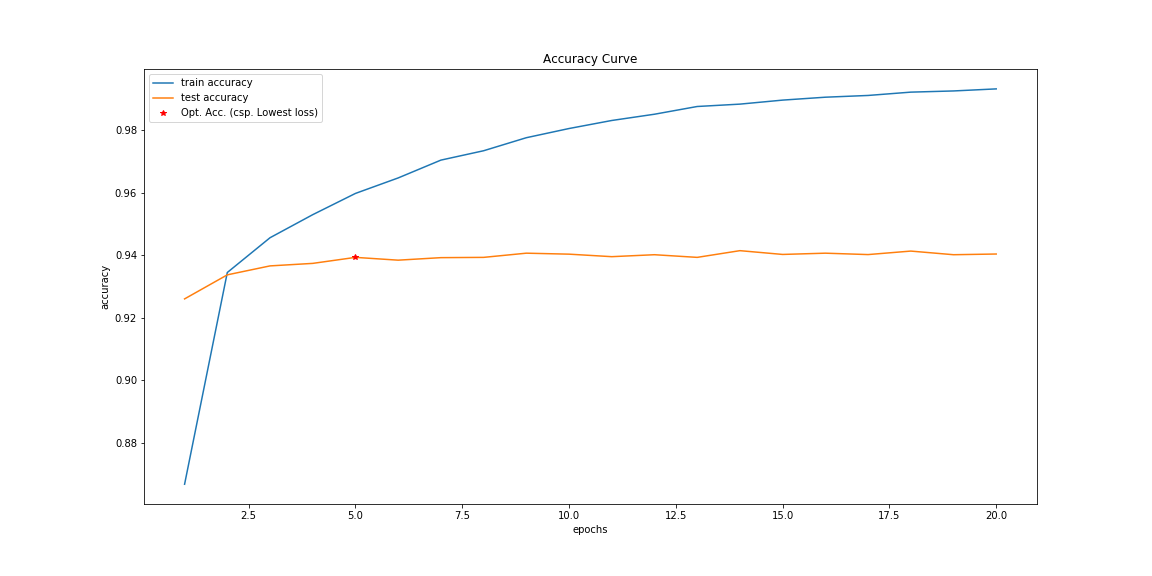 Accuracy Curve
train accuracy
test accuracy
Opt. Acc. (csp. Lowest loss)
accuracy
0.98
0.96
0.94
0.92
0.90
0.88
2.5 5.0 7.5 10.0 12.5 15.0 17.5 20.0
epochs